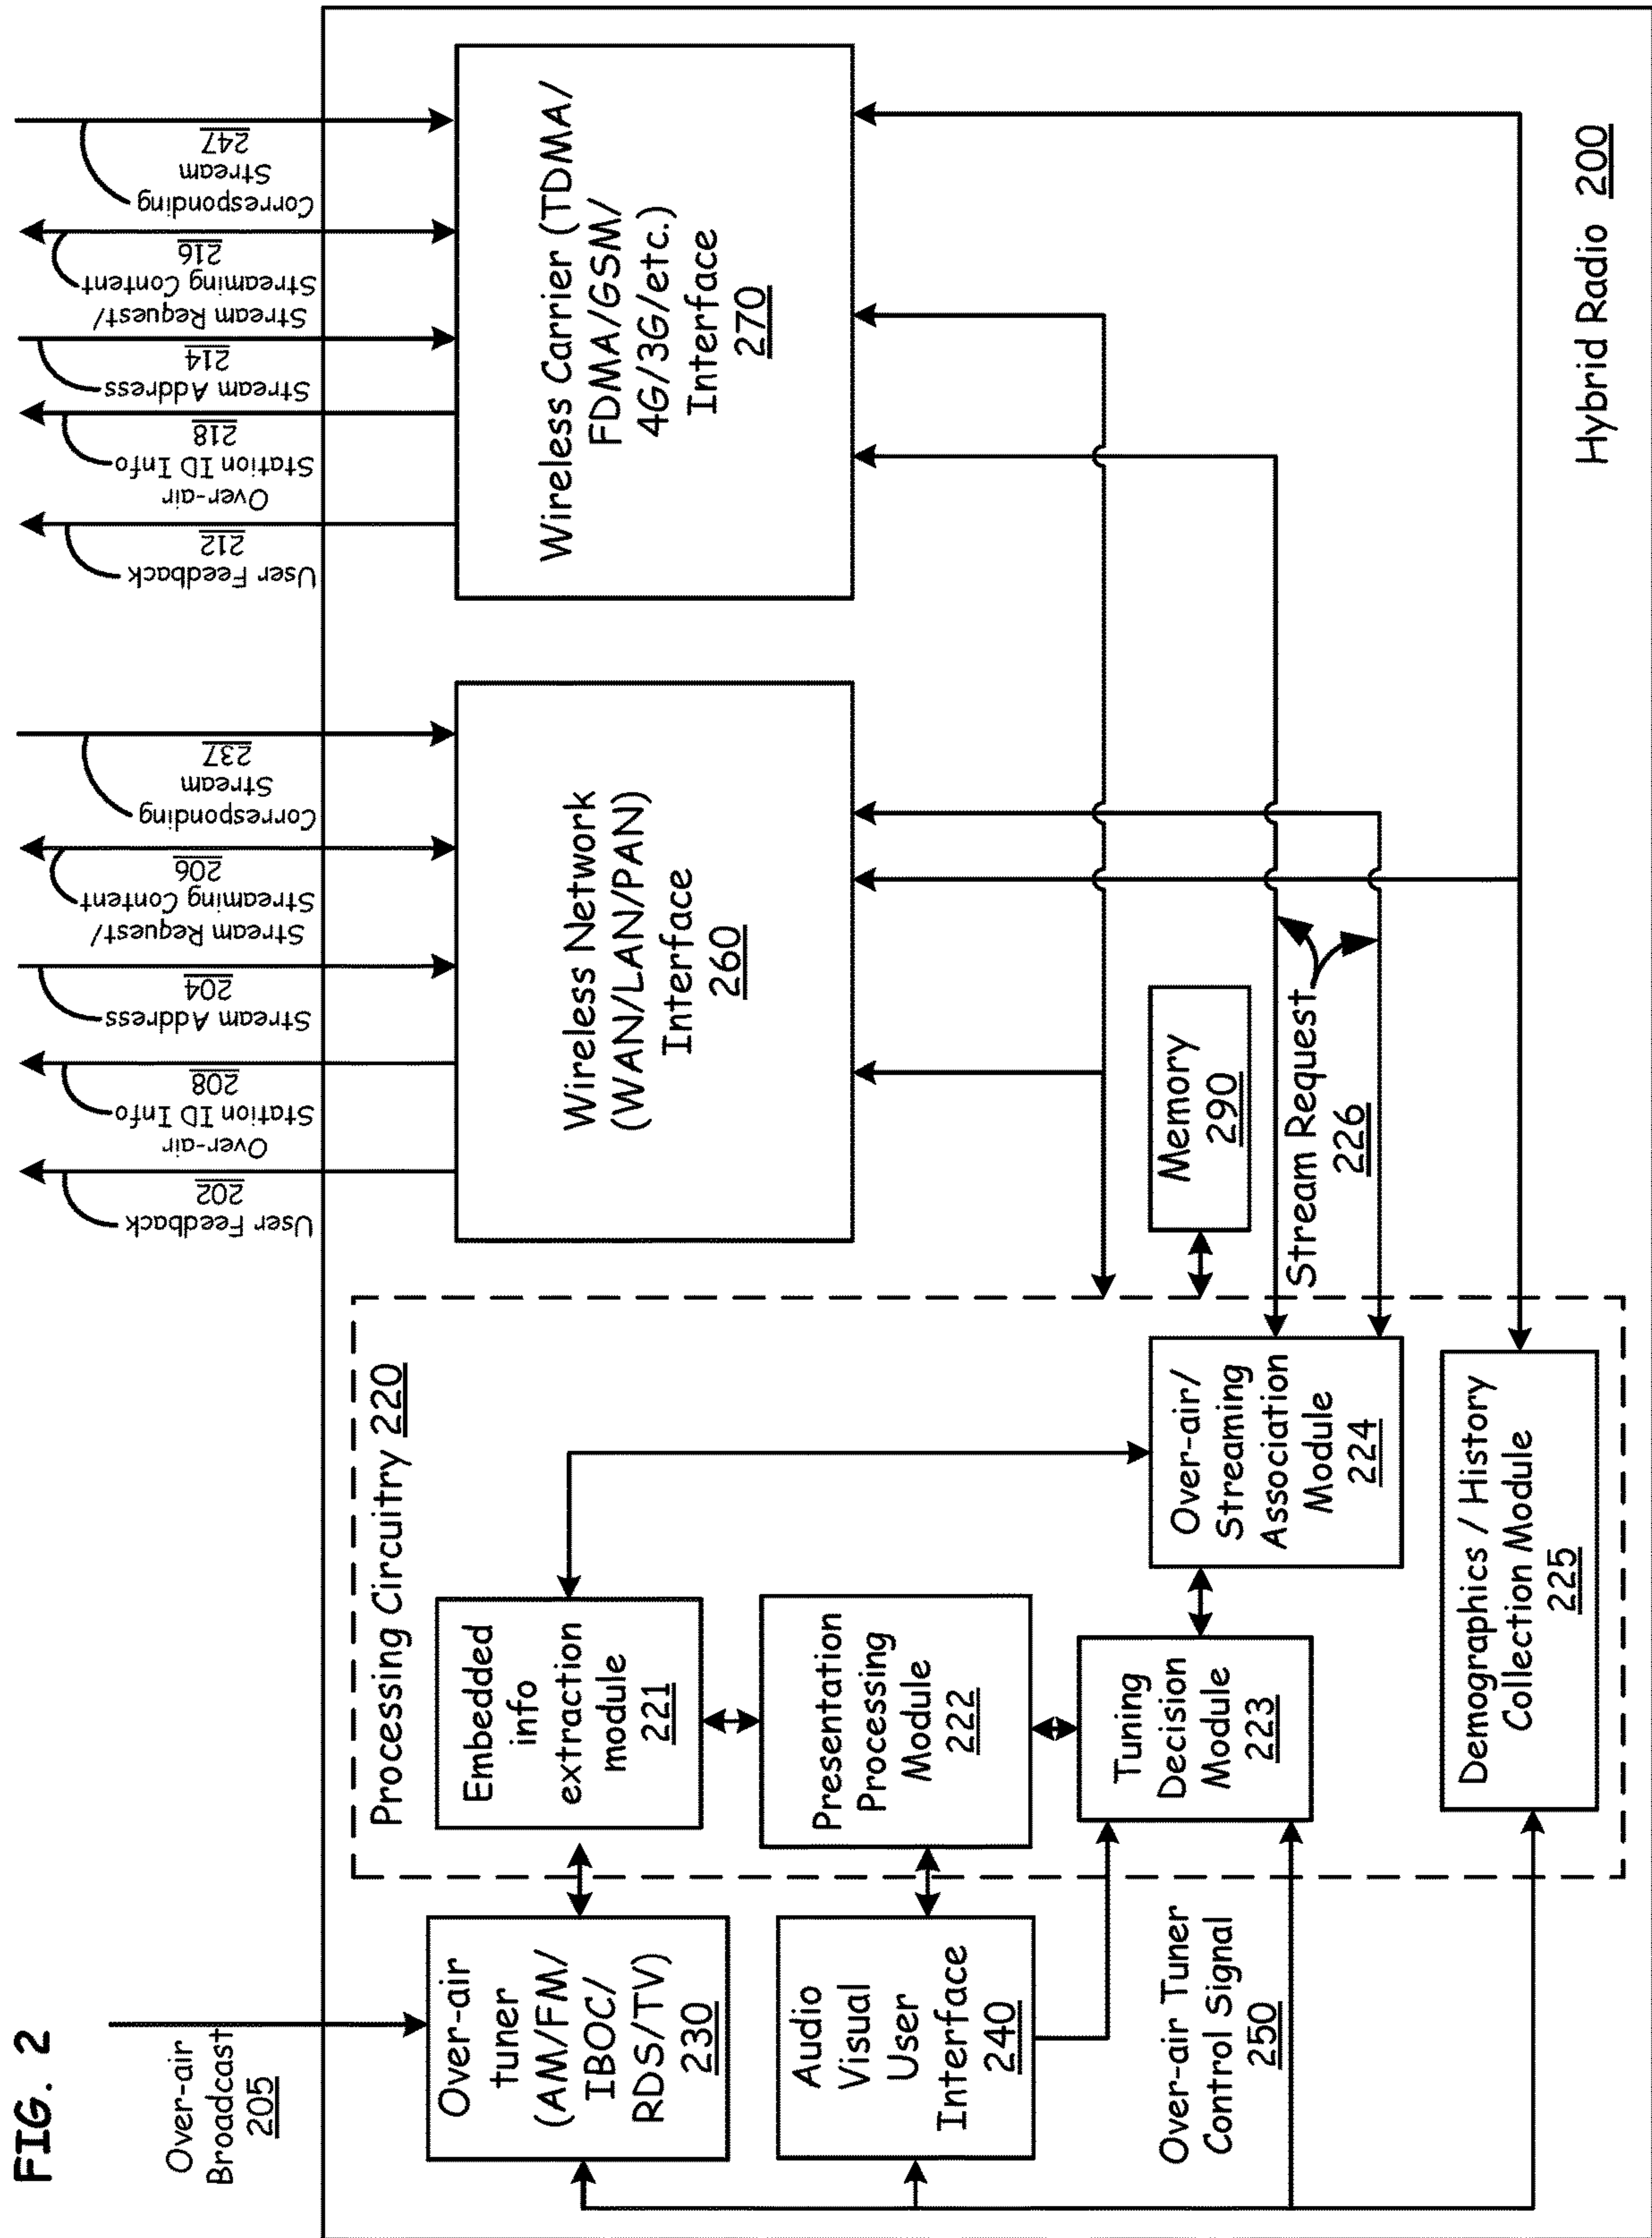 FIG. 2
Over-air
Broadcast
205
Over-air
tuner
(AM/FM/
IBOC/
RDS/TV)
230
Audio
Visual
User
Interface
240
Over-air Tuner
Control Signal
250
Processing Circuitry 220
Embedded
info
extraction
module
221
Presentation
Processing
Module
222
Tuning
Decision
Module
223
Over-air/
Streaming
Association
Module
224
Demographics / History
Collection Module
225
Memory
290
Stream Request
226
User Feedback
202
Over-air
Station ID Info
208
Stream Address
204
Stream Request/
Streaming Content
206
Corresponding
Stream
237
Wireless Network
(WAN/LAN/PAN)
Interface
260
User Feedback
212
Over-air
Station ID Info
218
Stream Address
214
Stream Request/
Streaming Content
216
Corresponding
Stream
247
Wireless Carrier (TDMA/
FDMA/GSM/
4G/3G/etc.)
Interface
270
Hybrid Radio 200